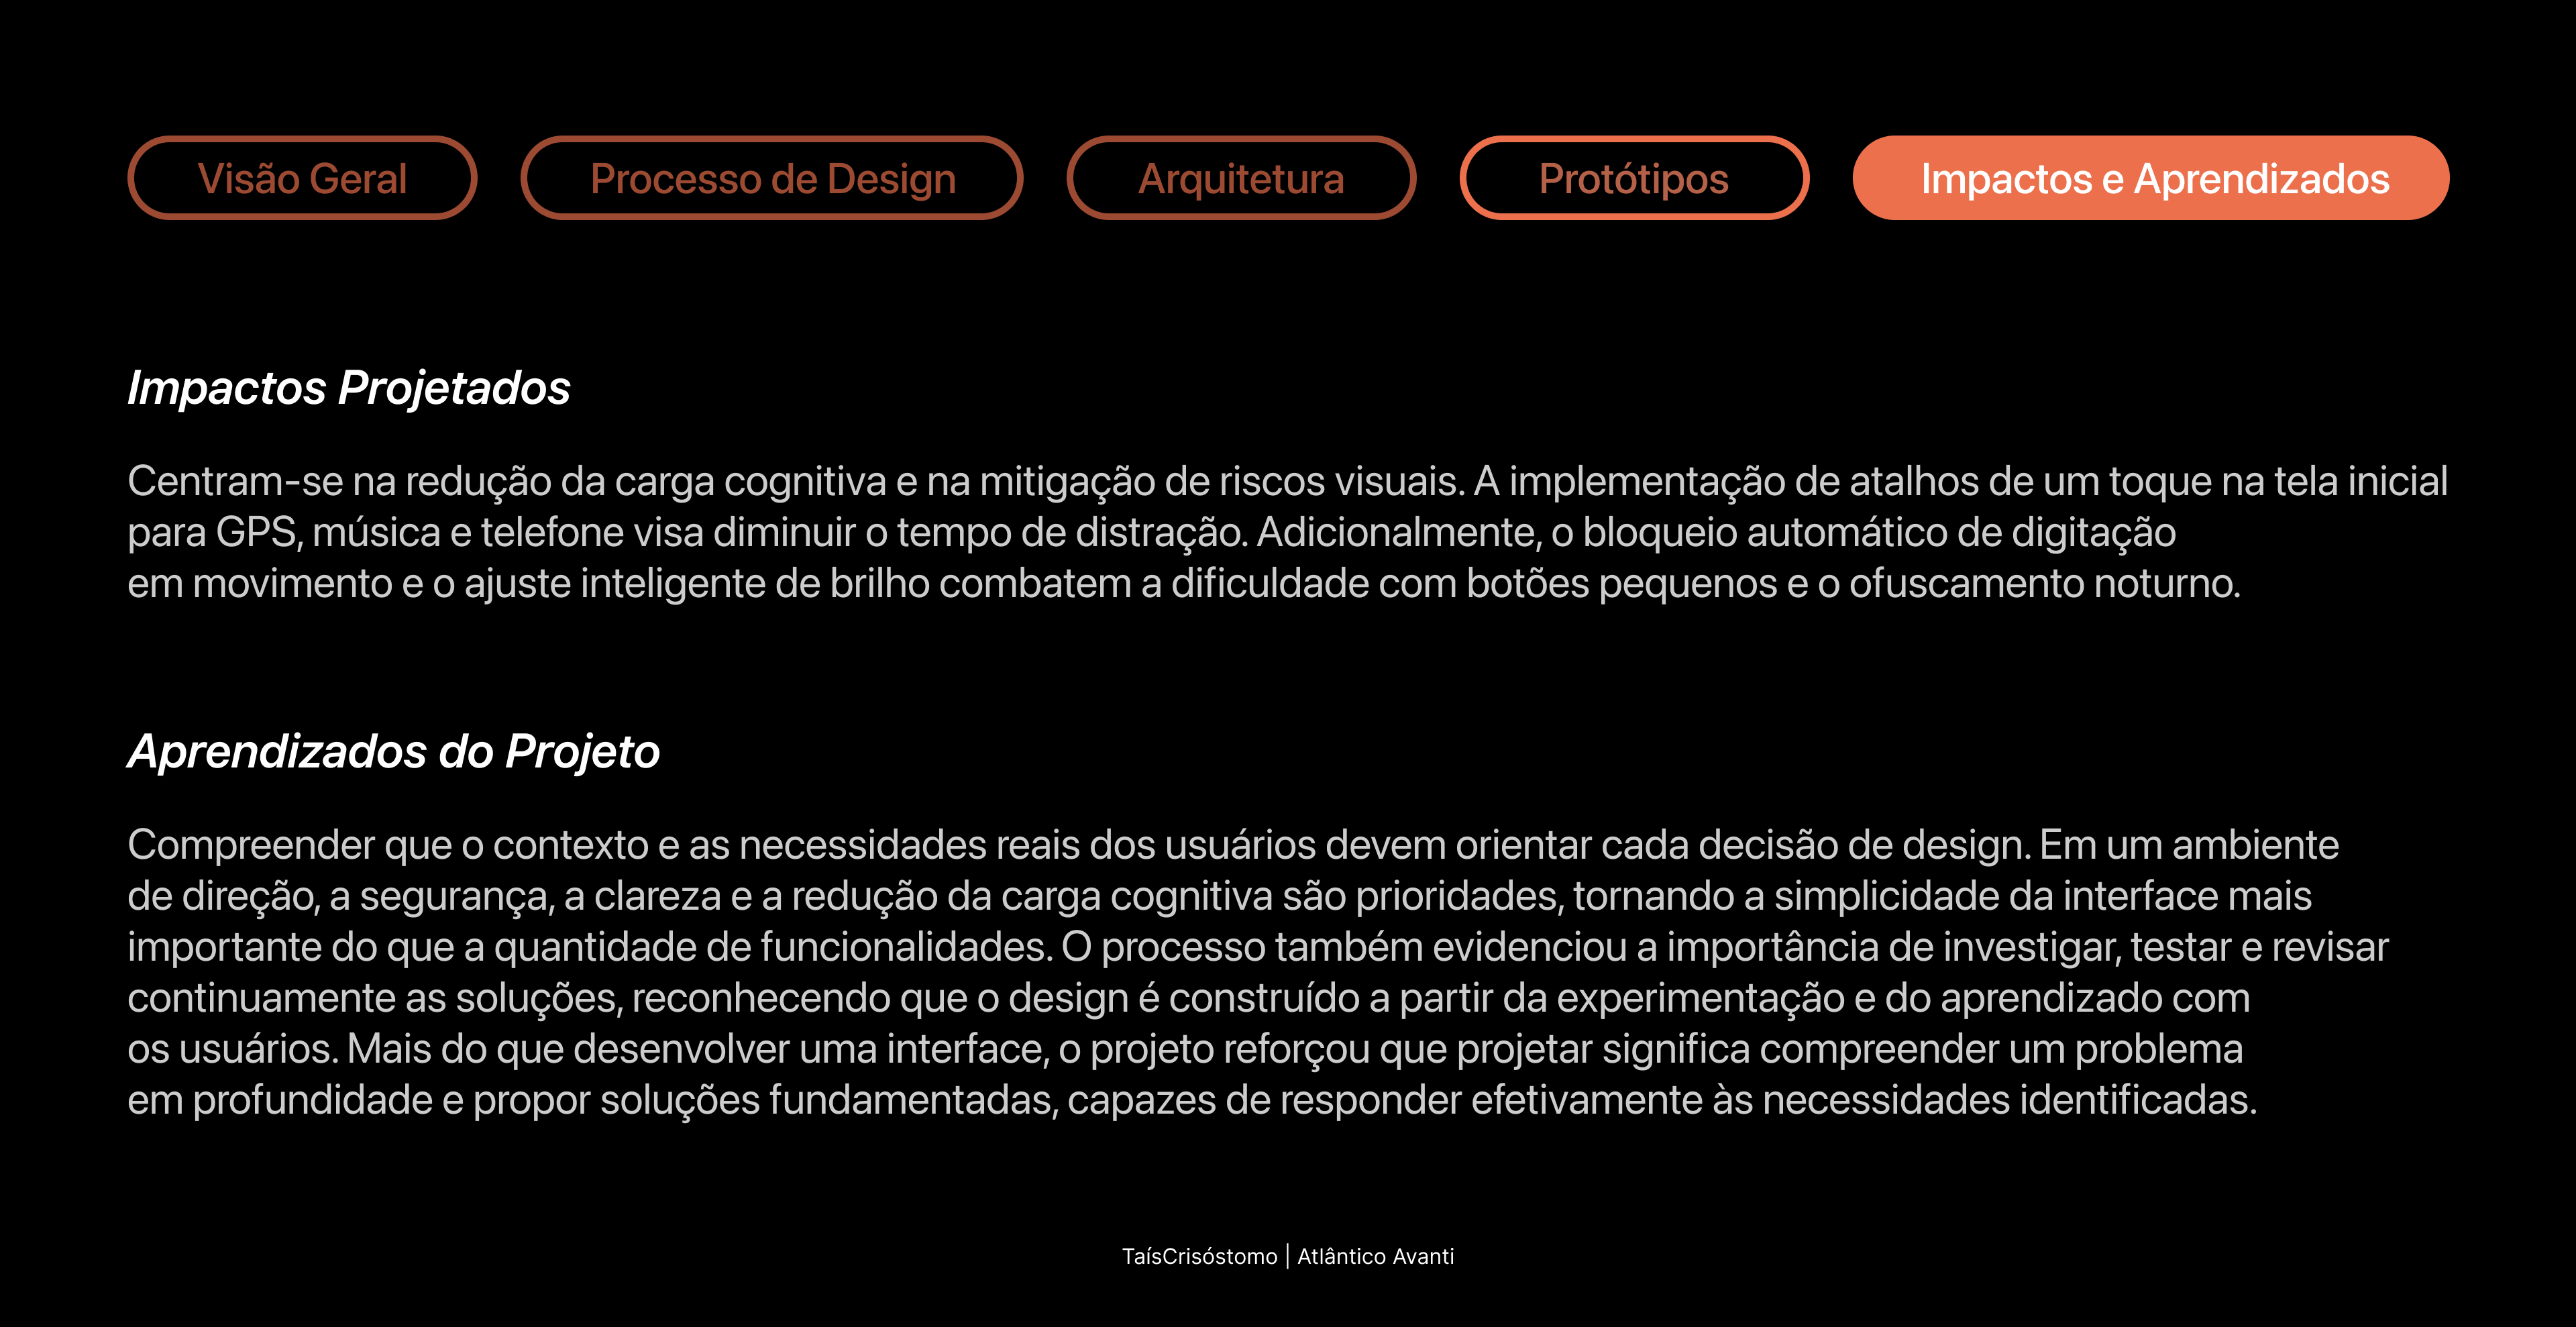 Visão Geral
Processo de Design
Arquitetura
Protótipos
Impactos e Aprendizados
Impactos Projetados
Centram-se na redução da carga cognitiva e na mitigação de riscos visuais. A implementação de atalhos de um toque na tela inicial
para GPS, música e telefone visa diminuir o tempo de distração. Adicionalmente, o bloqueio automático de digitação
em movimento e o ajuste inteligente de brilho combatem a dificuldade com botões pequenos e o ofuscamento noturno.
Aprendizados do Projeto
Compreender que o contexto e as necessidades reais dos usuários devem orientar cada decisão de design. Em um ambiente
de direção, a segurança, a clareza e a redução da carga cognitiva são prioridades, tornando a simplicidade da interface mais
importante do que a quantidade de funcionalidades. O processo também evidenciou a importância de investigar, testar e revisar
continuamente as soluções, reconhecendo que o design é construído a partir da experimentação e do aprendizado com
os usuários. Mais do que desenvolver uma interface, o projeto reforçou que projetar significa compreender um problema
em profundidade e propor soluções fundamentadas, capazes de responder efetivamente às necessidades identificadas.
TaísCrisóstomo | Atlântico Avanti